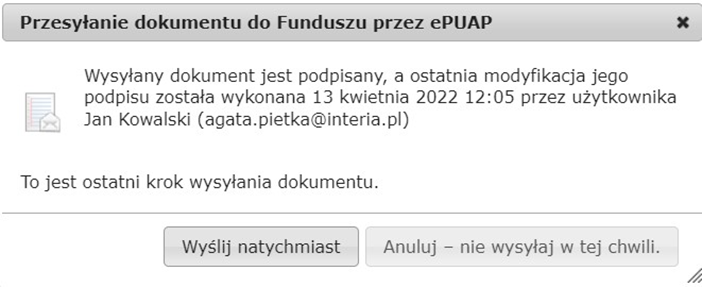 Przesyłanie dokumentu do Funduszu przez ePUAP
Wysyłany dokument jest podpisany, a ostatnia modyfikacja jego
podpisu została wykonana 13 kwietnia 2022 12:05 przez użytkownika
Jan Kowalski (agata.pietka@interia.pl)
To jest ostatni krok wysyłania dokumentu.
Wyślij natychmiast
Anuluj – nie wysyłaj w tej chwili.